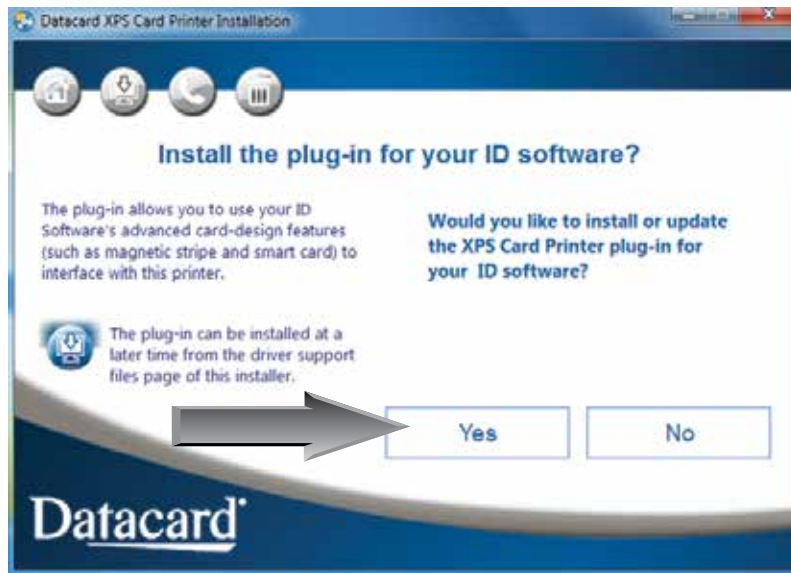 Datacard XPS Card Printer Installation
Install the plug-in for your ID software?
The plug-in allows you to use your ID
Software's advanced card-design features
(such as magnetic stripe and smart card) to
interface with this printer.
The plug-in can be installed at a
later time from the driver support
files page of this installer.
Would you like to install or update
the XPS Card Printer plug-in for
your ID software?
Yes
No
Datacard